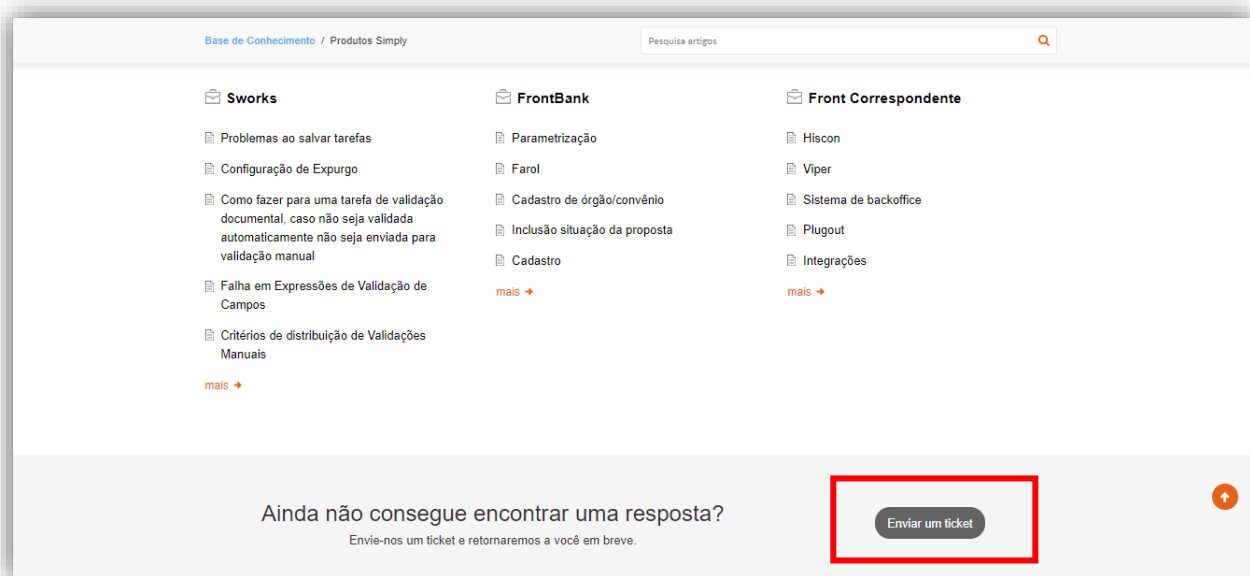 Base de Conhecimento / Produtos Simply
Pesquisa artigos
Sworks
Problemas ao salvar tarefas
Configuração de Expurgo
Como fazer para uma tarefa de validação
documental, caso não seja validada
automaticamente não seja enviada para
validação manual
Falha em Expressões de Validação de
Campos
Critérios de distribuição de Validações
Manuais
mais
FrontBank
Parametrização
Farol
Cadastro de órgão/convênio
Inclusão situação da proposta
Cadastro
mais
Front Correspondente
Hiscon
Viper
Sistema de backoffice
Plugout
Integrações
mais
Ainda não consegue encontrar uma resposta?
Envie-nos um ticket e retornaremos a você em breve.
Enviar um ticket